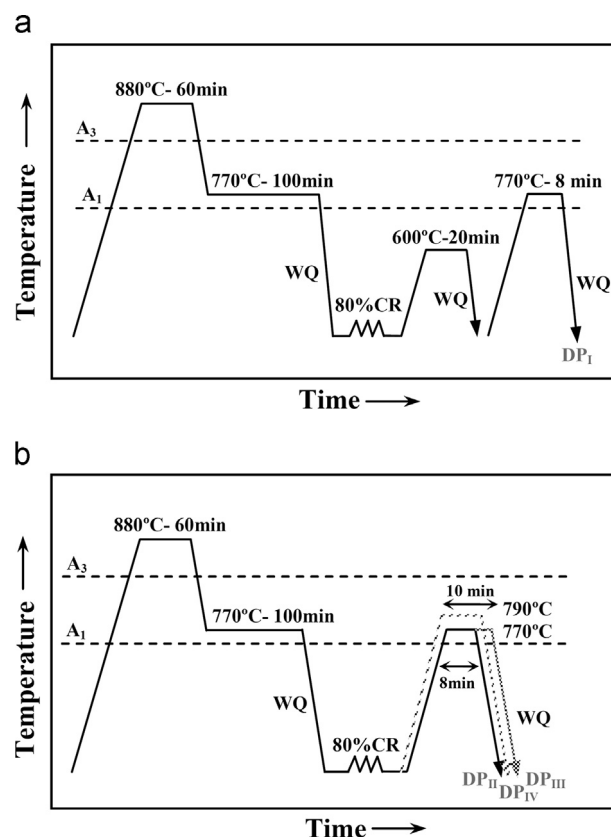 a
880ºC- 60min
A3
770ºC- 100min
770ºC- 8 min
A1
600ºC-20min
WQ
WQ
WQ
80%CR
DPI
Temperature
Time
b
880ºC- 60min
A3
10 min
790ºC
770ºC- 100min
770ºC
A1
8min
WQ
WQ
80%CR
DPII
DPIII
DPIV
Temperature
Time